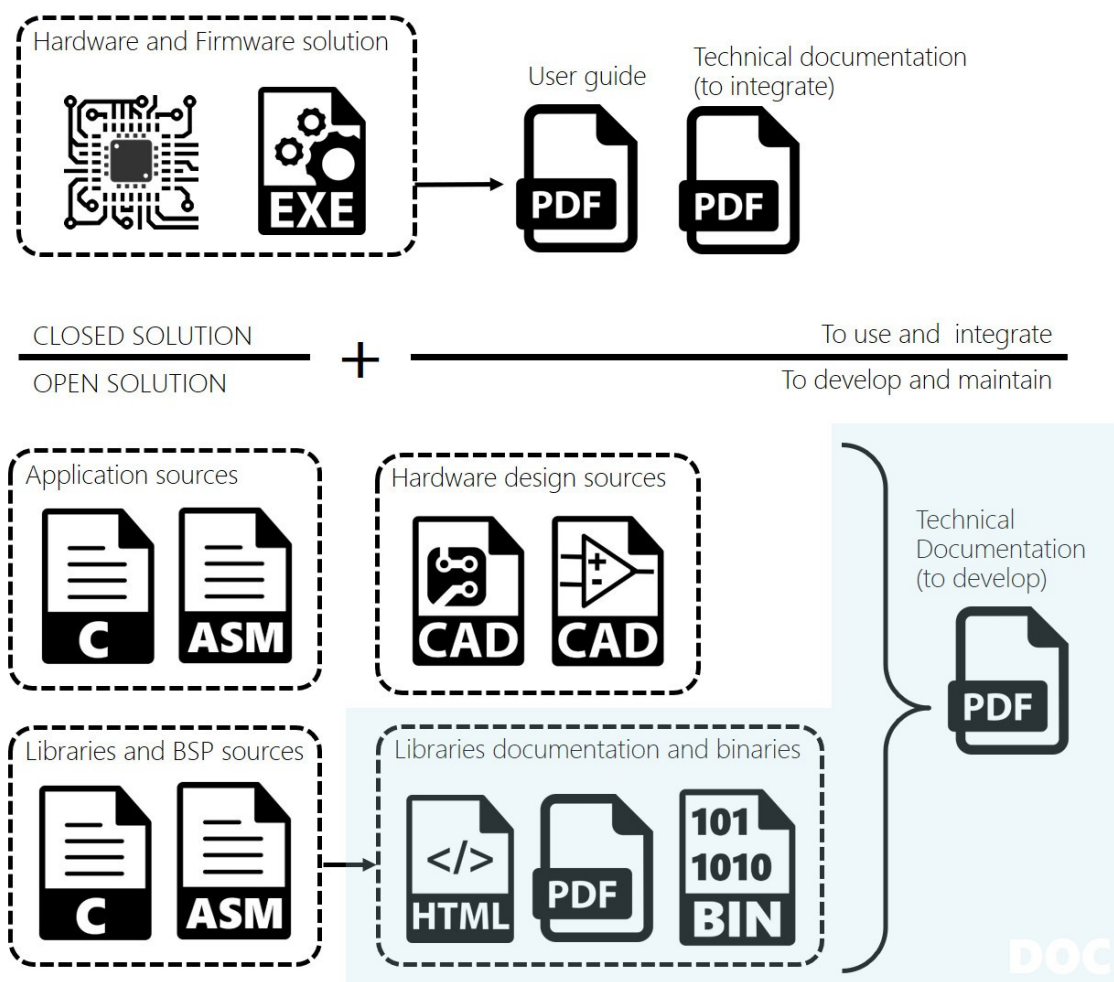 Hardware and Firmware solution
EXE
User guide
PDF
Technical documentation
(to integrate)
PDF
CLOSED SOLUTION
+
To use and  integrate
OPEN SOLUTION
To develop and maintain
Application sources
C
ASM
Hardware design sources
+
-
CAD
CAD
Technical
Documentation
(to develop)
PDF
Libraries and BSP sources
C
ASM
Libraries documentation and binaries
</>
HTML
PDF
101
1010
BIN
DOC